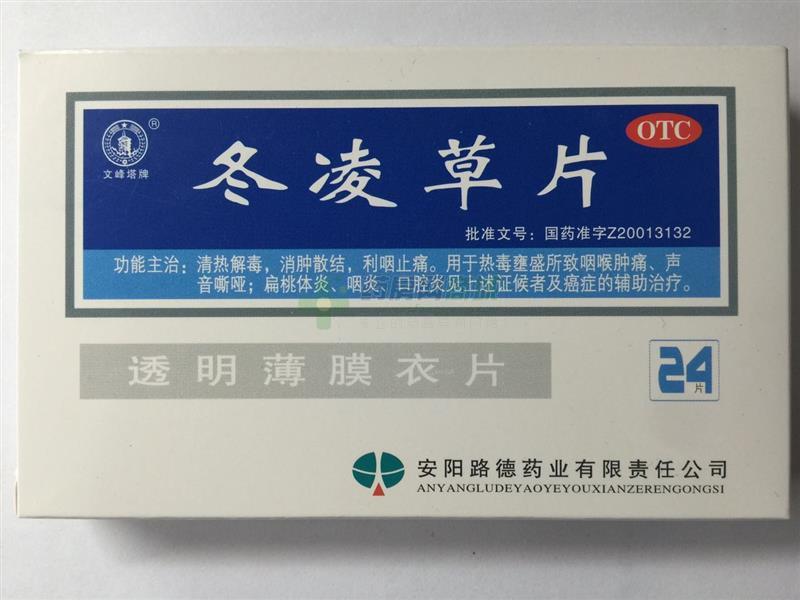 OTC
®
文峰塔牌
冬凌草片
批准文号：国药准字Z20013132
功能主治：清热解毒，消肿散结，利咽止痛。用于热毒壅盛所致咽喉肿痛、声
音嘶哑；扁桃体炎、咽炎、口腔炎见上述证候者及癌症的辅助治疗。
透明薄膜衣片
24
片
安阳路德药业有限责任公司
ANYANGLUDEYAOYEYOUXIANZERENGONGSI